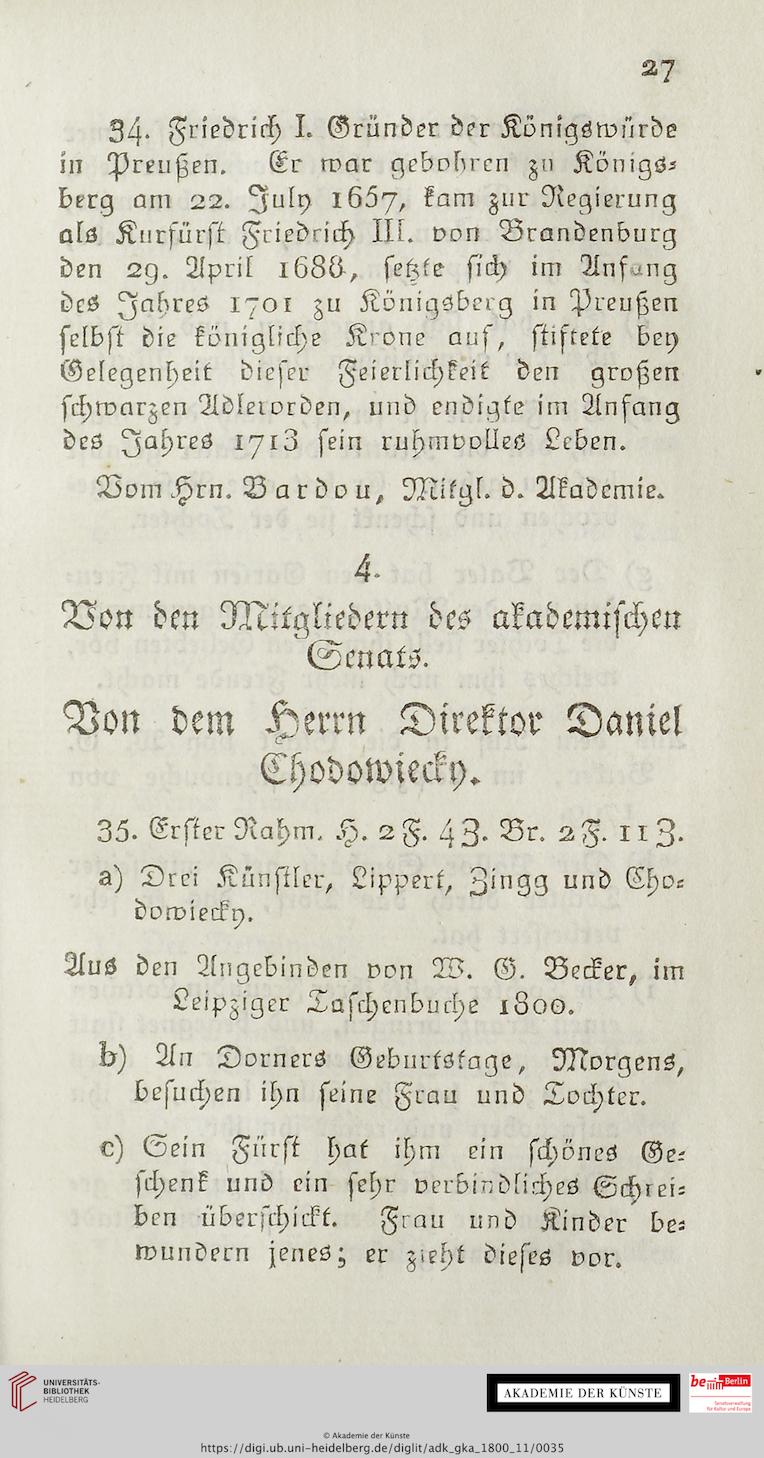 27
34. Friedrich I. Gründer der Königswürde
in Preußen. Er war gebohren zu Königs-
berg am 22. July 1657, kam zur Regierung
als Kurfürst Friedrich III. von Brandenburg
den 29. April 1688, setzte sich im Anfang
des Jahres 1701 zu Königsberg in Preußen
selbst die königliche Krone auf, stiftete bey
Gelegenheit dieser Feierlichkeit den großen
schwarzen Adlerorden, und endigte im Anfang
des Jahres 1713 sein ruhmvolles Leben.
Vom Hrn. Bardou, Mitgl. d. Akademie.
4.
Von den Mitgliedern des akademischen
Senats.
Von dem Herrn Direktor Daniel
Chodowiecky.
35. Erster Rahm. H. 2 F. 4 Z. Br. 2 F. 11 Z.
a) Drei Künstler, Lippert, Zingg und Cho-
dowiecky.
Aus den Angebinden von W. G. Becker, im
Leipziger Taschenbuche 1800.
b) An Dorners Geburtstage, Morgens,
besuchen ihn seine Frau und Tochter.
c) Sein Fürst hat ihm ein schönes Ge-
schenk und ein sehr verbindliches Schrei-
ben überschickt. Frau und Kinder be-
wundern jenes; er zieht dieses vor.
UNIVERSITÄTS-
BIBLIOTHEK
HEIDELBERG
AKADEMIE DER KÜNSTE
be Berlin
Senatsverwaltung
für Kultur und Europa
© Akademie der Künste
https://digi.ub.uni-heidelberg.de/diglit/adk_gka_1800_11/0035